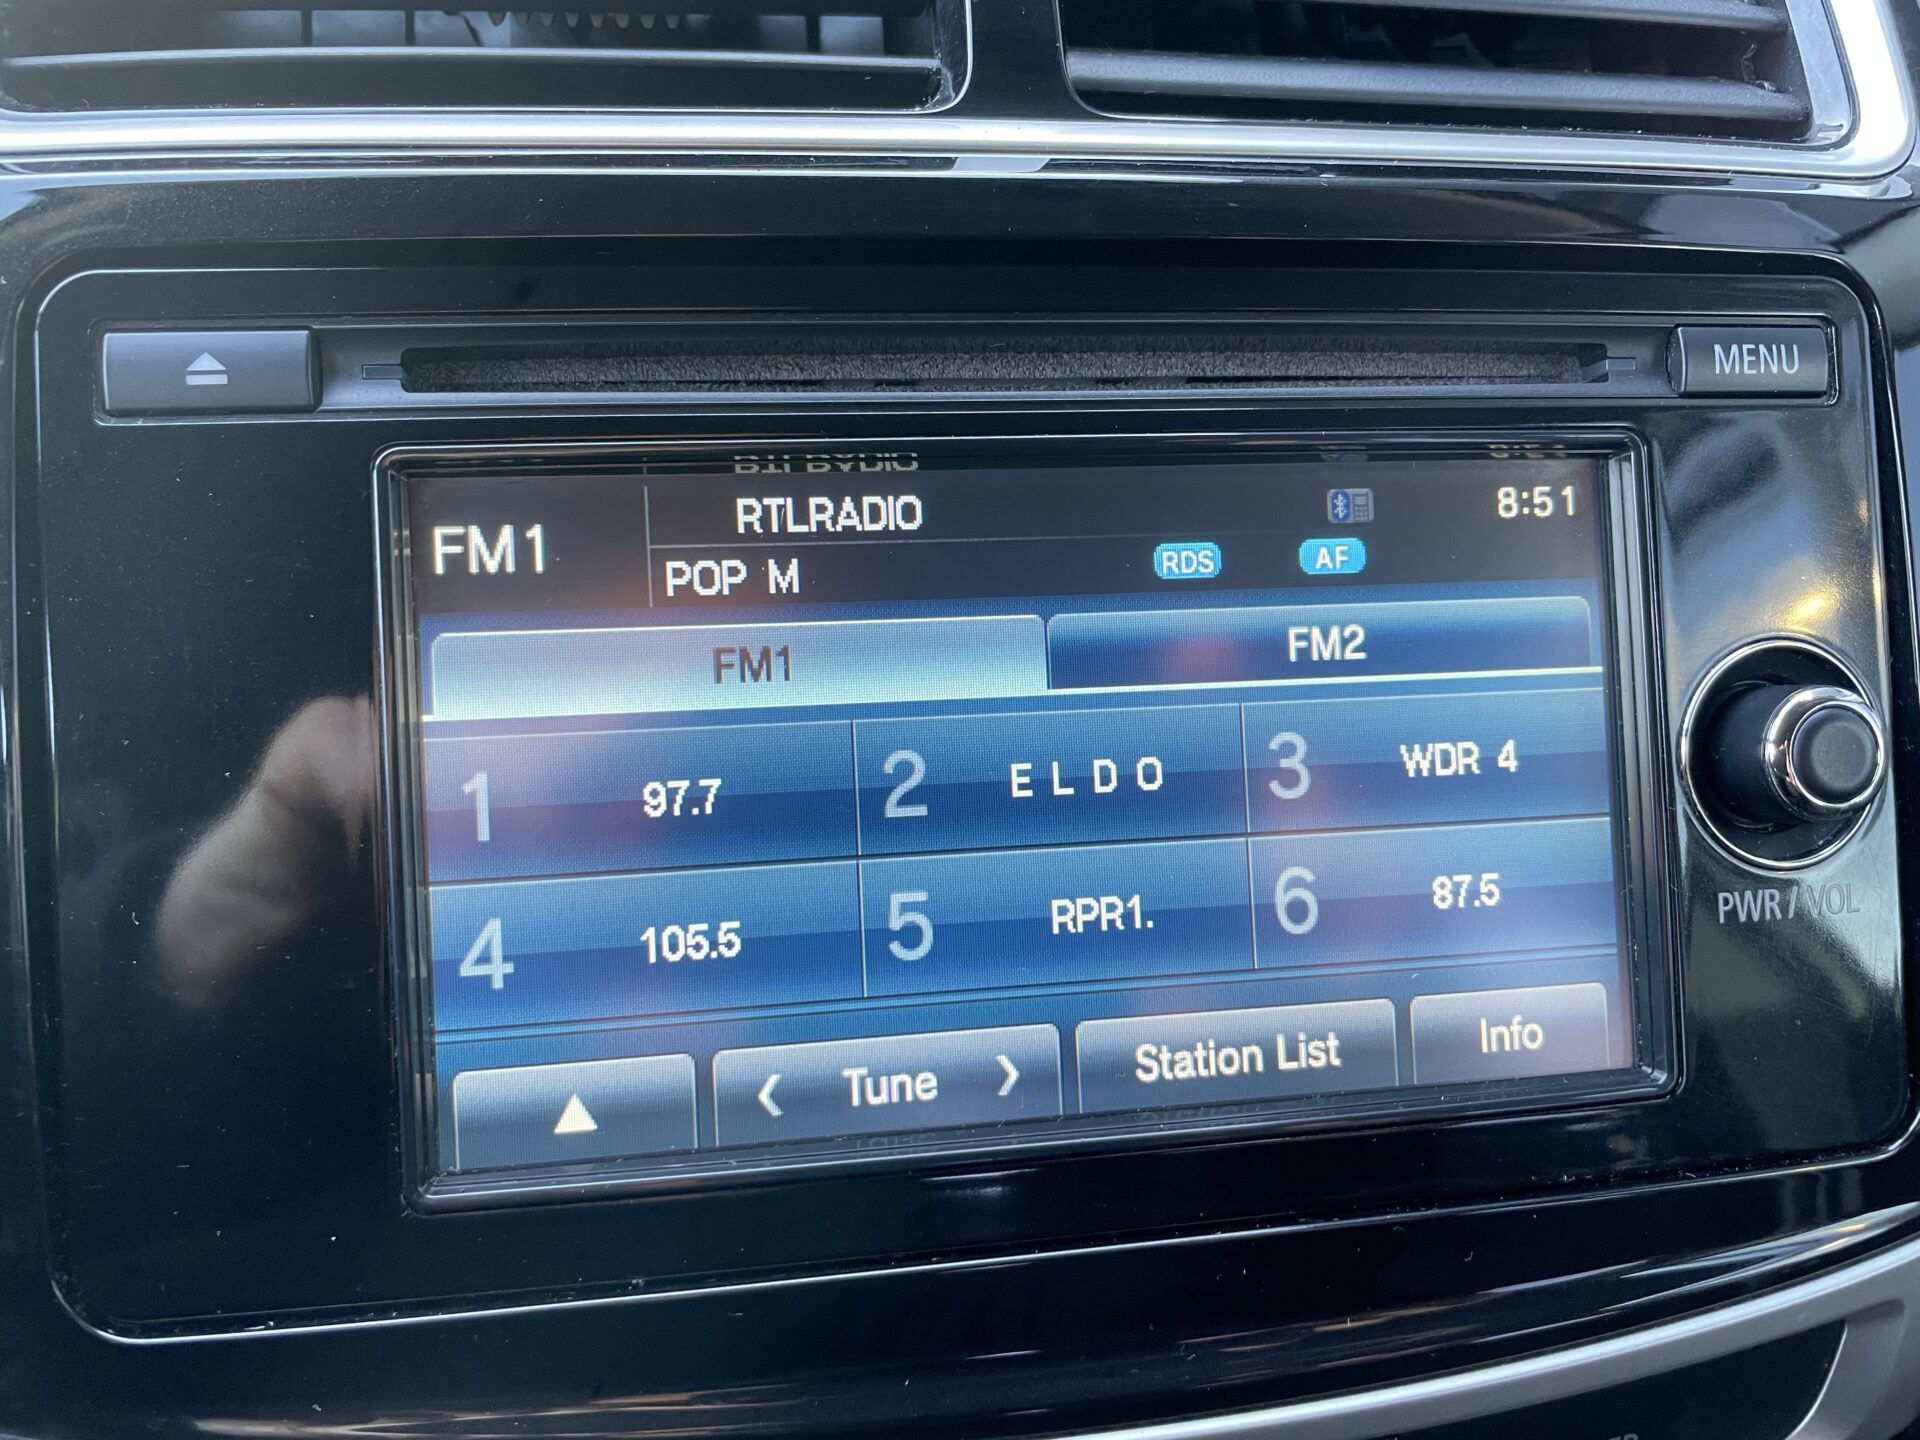 MENU
FM1
RTLRADIO
8:51
POP M
RDS
AF
FM1
FM2
1 97.7
2 E L D O
3 WDR 4
4 105.5
5 RPR1.
6 87.5
PWR / VOL
Tune
Station List
Info